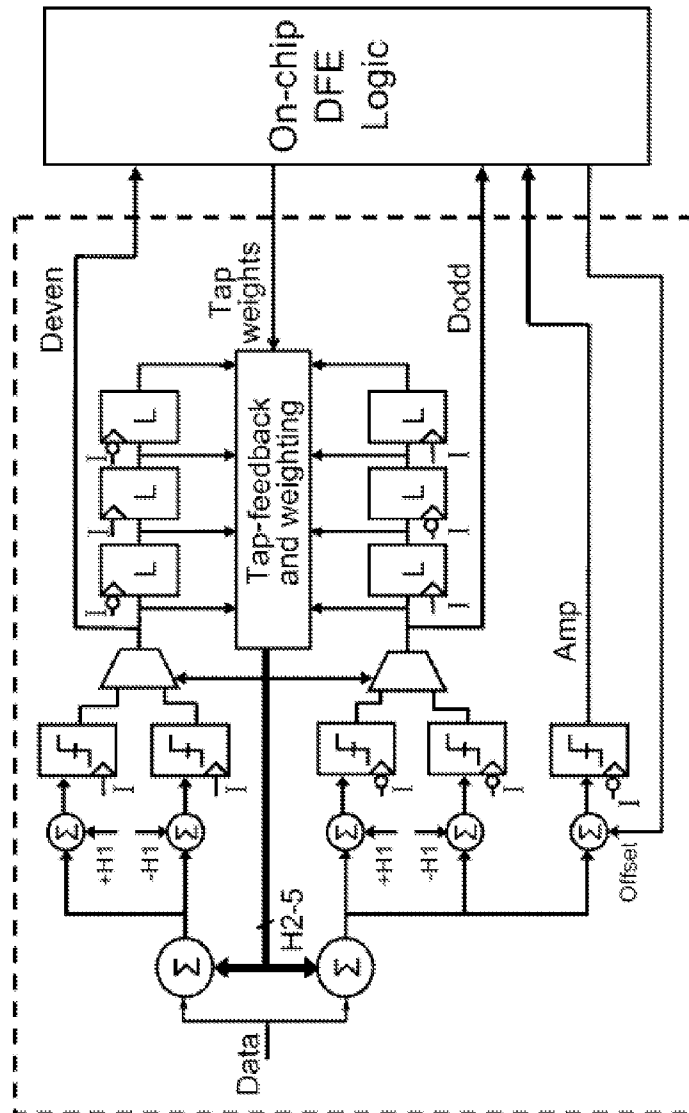 Deven
On-chip
DFE
Logic
Σ
+H1
-H1
Σ
I
I
I
L
I
L
I
L
Tap
weights
Data
Σ
Σ
H2-5
Tap-feedback
and weighting
Σ
+H1
-H1
Σ
I
I
I
L
I
L
I
L
Dodd
Σ
Offset
I
Amp